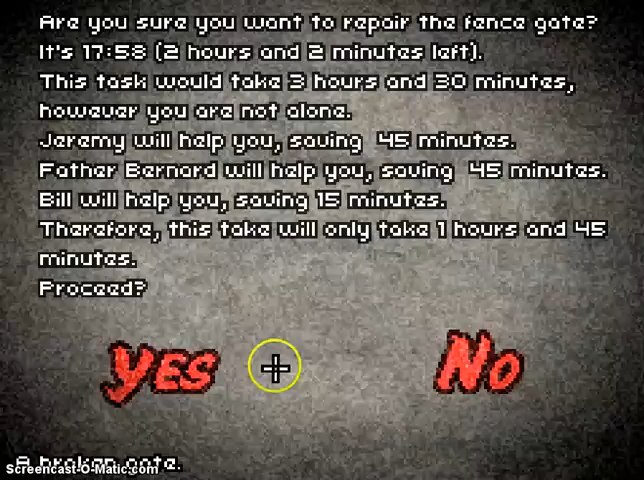 Are you sure you want to repair the fence gate?
It's 17:58 (2 hours and 2 minutes left).
This task would take 3 hours and 30 minutes,
however you are not alone.
Jeremy will help you, saving  45 minutes.
Father Bernard will help you, saving  45 minutes.
Bill will help you, saving 15 minutes.
Therefore, this take will only take 1 hours and 45
minutes.
Proceed?
YES No
A broken gate.
Screencast-O-Matic.com